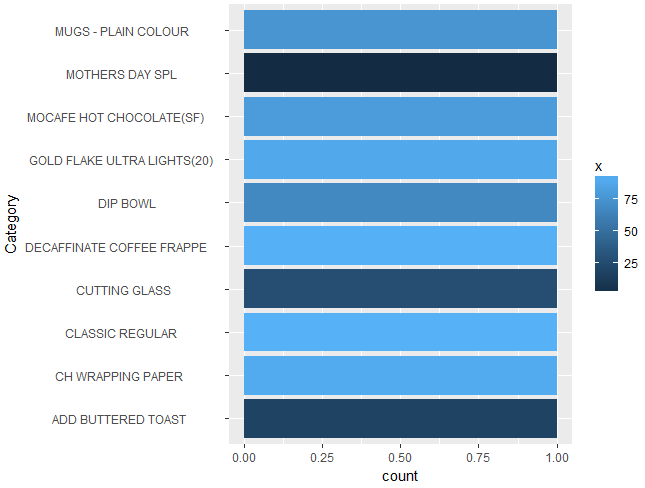 MUGS - PLAIN COLOUR
MOTHERS DAY SPL
MOCAFE HOT CHOCOLATE(SF)
GOLD FLAKE ULTRA LIGHTS(20)
DIP BOWL
DECAFFINATE COFFEE FRAPPE
CUTTING GLASS
CLASSIC REGULAR
CH WRAPPING PAPER
ADD BUTTERED TOAST
Category
0.00 0.25 0.50 0.75 1.00
count
x
75
50
25